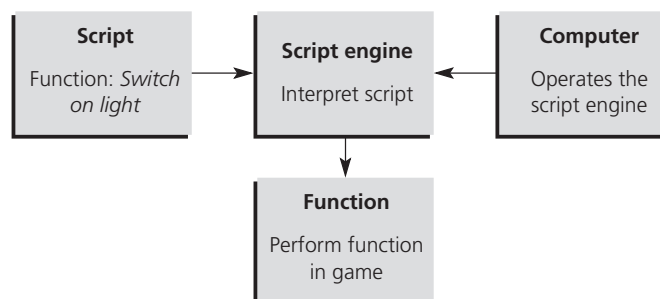 Script
Function: Switch
on light
Script engine
Interpret script
Computer
Operates the
script engine
Function
Perform function
in game